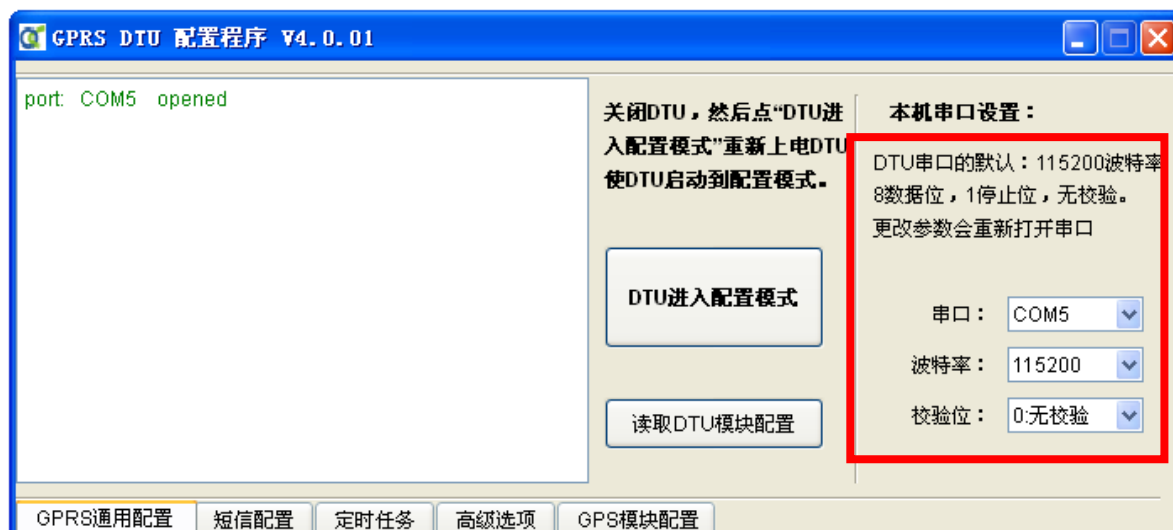 GPRS DTU 配置程序 V4.0.01
port: COM5 opened
关闭DTU，然后点“DTU进
入配置模式”重新上电DTU
使DTU启动到配置模式。
DTU进入配置模式
读取DTU模块配置
本机串口设置：
DTU串口的默认：115200波特率
8数据位，1停止位，无校验。
更改参数会重新打开串口
串口： COM5
波特率： 115200
校验位： 0:无校验
GPRS通用配置 短信配置 定时任务 高级选项 GPS模块配置